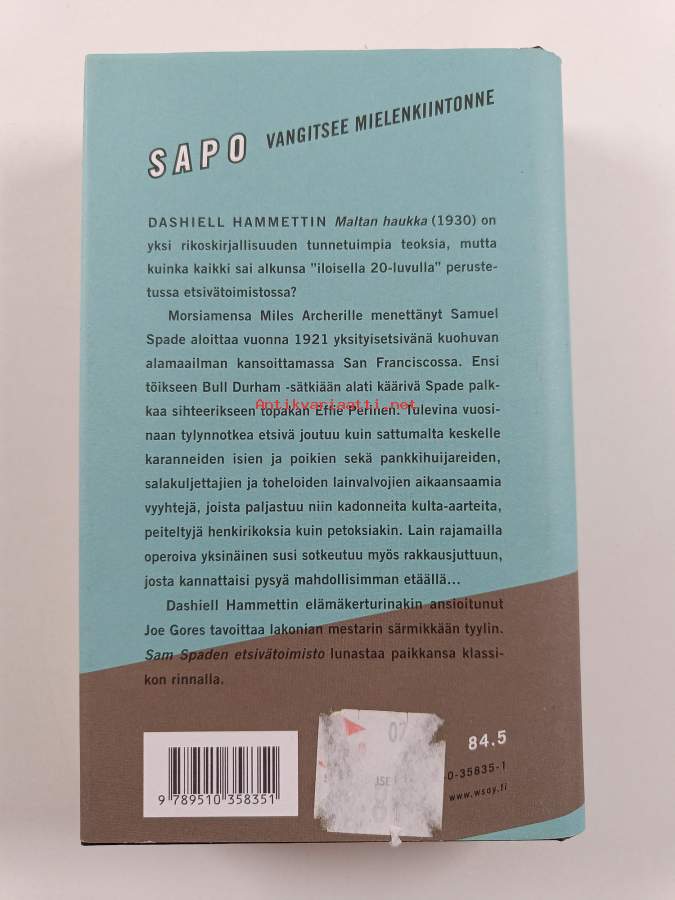 SAPO VANGITSEE MIELENKIINTONNE
DASHIELL HAMMETTIN Maltan haukka (1930) on
yksi rikoskirjallisuuden tunnetuimpia teoksia, mutta
kuinka kaikki sai alkunsa "iloisella 20-luvulla" peruste-
tussa etsivätoimistossa?
Morsiamensa Miles Archerille menettänyt Samuel
Spade aloittaa vuonna 1921 yksityisetsivänä kuohuvan
alamaailman kansoittamassa San Franciscossa. Ensi
töikseen Bull Durham -sätkiään alati käärivä Spade palk-
kaa sihteerikseen topakan Effie Perinen. Tulevina vuosi-
Antikvariaatti.net
naan tylynnotkea etsivä joutuu kuin sattumalta keskelle
karanneiden isien ja poikien sekä pankkihuijareiden,
salakuljettajien ja toheloiden lainvalvojien aikaansaamia
vyyhtejä, joista paljastuu niin kadonneita kulta-aarteita,
peiteltyjä henkirikoksia kuin petoksiakin. Lain rajamailla
operoiva yksinäinen susi sotkeutuu myös rakkausjuttuun,
josta kannattaisi pysyä mahdollisimman etäällä...
Dashiell Hammettin elämäkerturinakin ansioitunut
Joe Gores tavoittaa lakonian mestarin särmikkään tyylin.
Sam Spaden etsivätoimisto lunastaa paikkansa klassi-
kon rinnalla.
07
84.5
0-35835-1
www.wsoy.fi
9 789510 358351